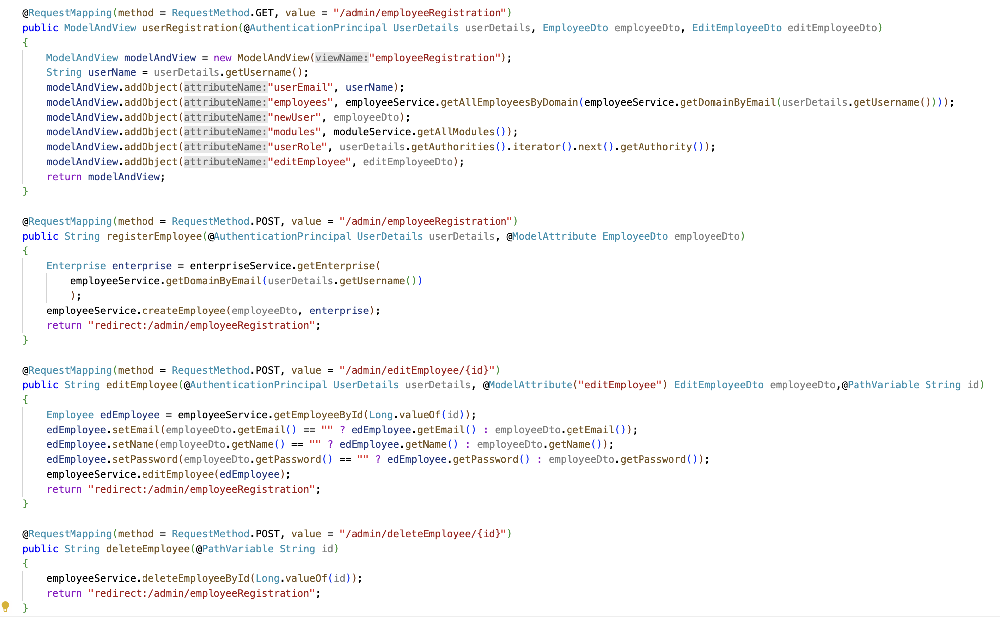 @RequestMapping(method = RequestMethod.GET, value = "/admin/employeeRegistration")
public ModelAndView userRegistration(@AuthenticationPrincipal UserDetails userDetails, EmployeeDto employeeDto, EditEmployeeDto editEmployeeDto)
{
    ModelAndView modelAndView = new ModelAndView(viewName:"employeeRegistration");
    String userName = userDetails.getUsername();
    modelAndView.addObject(attributeName:"userEmail", userName);
    modelAndView.addObject(attributeName:"employees", employeeService.getAllEmployeesByDomain(employeeService.getDomainByEmail(userDetails.getUsername())));
    modelAndView.addObject(attributeName:"newUser", employeeDto);
    modelAndView.addObject(attributeName:"modules", moduleService.getAllModules());
    modelAndView.addObject(attributeName:"userRole", userDetails.getAuthorities().iterator().next().getAuthority());
    modelAndView.addObject(attributeName:"editEmployee", editEmployeeDto);
    return modelAndView;
}

@RequestMapping(method = RequestMethod.POST, value = "/admin/employeeRegistration")
public String registerEmployee(@AuthenticationPrincipal UserDetails userDetails, @ModelAttribute EmployeeDto employeeDto)
{
    Enterprise enterprise = enterpriseService.getEnterprise(
        employeeService.getDomainByEmail(userDetails.getUsername())
        );
    employeeService.createEmployee(employeeDto, enterprise);
    return "redirect:/admin/employeeRegistration";
}

@RequestMapping(method = RequestMethod.POST, value = "/admin/editEmployee/{id}")
public String editEmployee(@AuthenticationPrincipal UserDetails userDetails, @ModelAttribute("editEmployee") EditEmployeeDto employeeDto,@PathVariable String id)
{
    Employee edEmployee = employeeService.getEmployeeById(Long.valueOf(id));
    edEmployee.setEmail(employeeDto.getEmail() == "" ? edEmployee.getEmail() : employeeDto.getEmail());
    edEmployee.setName(employeeDto.getName() == "" ? edEmployee.getName() : employeeDto.getName());
    edEmployee.setPassword(employeeDto.getPassword() == "" ? edEmployee.getPassword() : employeeDto.getPassword());
    employeeService.editEmployee(edEmployee);
    return "redirect:/admin/employeeRegistration";
}

@RequestMapping(method = RequestMethod.POST, value = "/admin/deleteEmployee/{id}")
public String deleteEmployee(@PathVariable String id)
{
    employeeService.deleteEmployeeById(Long.valueOf(id));
    return "redirect:/admin/employeeRegistration";
}